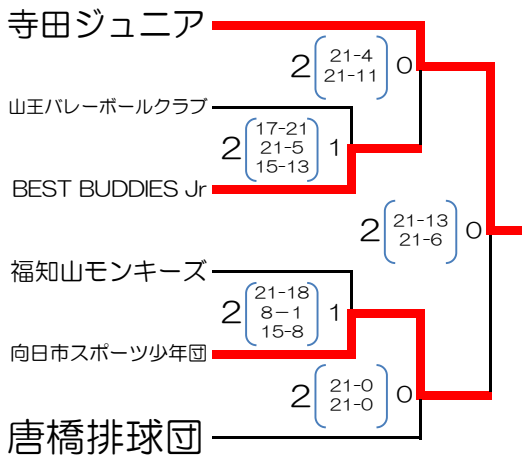 寺田ジュニア
2 21-4 0
21-11
山王バレーボールクラブ
2 17-21 1
21-5
15-13
BEST BUDDIES Jr
2 21-13 0
21-6
福知山モンキーズ
2 21-18 1
8－1
15-8
向日市スポーツ少年団
2 21-0 0
21-0
唐橋排球団